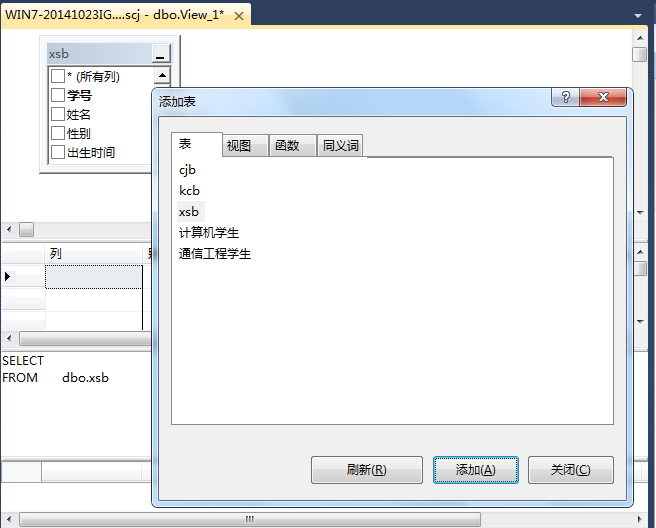 WIN7-20141023IG....scj - dbo.View_1*
xsb
* (所有列)
学号
姓名
性别
出生时间
添加表
表 视图 函数 同义词
cjb
kcb
xsb
计算机学生
通信工程学生
刷新(R) 添加(A) 关闭(C)
列
SELECT
FROM dbo.xsb